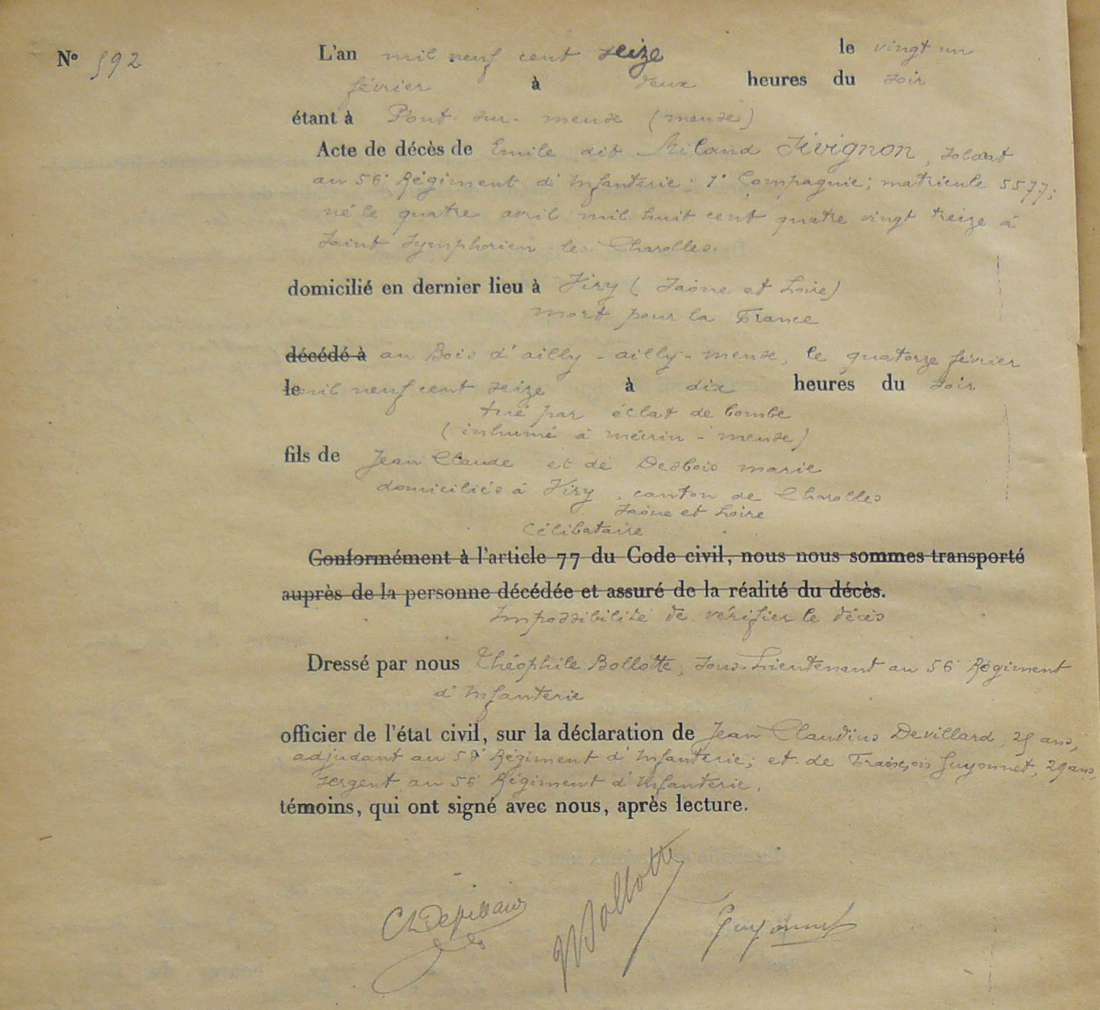 N° 592
L'an mil neuf cent seize le vingt un
février à deux heures du soir
étant à Pont-sur-meuse (meuse)
Acte de décès de Emile dit Miland Sévignon, soldat
au 56e Régiment d'Infanterie; 1e Compagnie; matricule 5577;
né le quatre avril mil huit cent quatre vingt treize à
Saint Symphorien-les-Charolles.
domicilié en dernier lieu à Viry (Saône et Loire)
mort pour la France
décédé à au Bois d'ailly-ailly-meuse, le quatorze février
le mil neuf cent seize à dix heures du soir
tué par éclat de bombe
(inhumé à mécrin-meuse)
fils de Jean Claude et de Desbois marie
domiciliés à Viry, canton de Charolles
Saône et Loire
Célibataire
Conformément à l'article 77 du Code civil, nous nous sommes transporté
auprès de la personne décédée et assuré de la réalité du décès.
Impossibilité de vérifier le décès
Dressé par nous Théophile Bollotte, Sous-Lieutenant au 56e Régiment
d'Infanterie
officier de l'état civil, sur la déclaration de Jean Claudius Devillard, 25 ans,
adjudant au 56e Régiment d'Infanterie; et de François Guyonnet, 29 ans,
Sergent au 56e Régiment d'Infanterie.
témoins, qui ont signé avec nous, après lecture.
Cl Devillard Bollotte Guyonnet